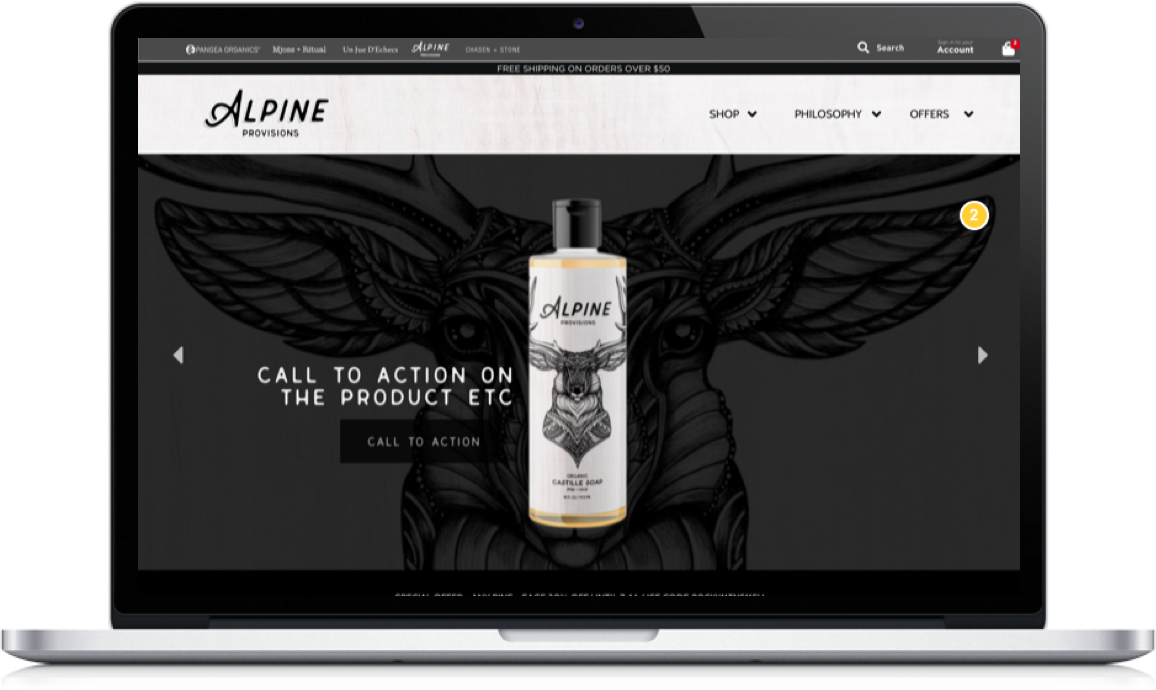 PANGEA ORGANICS Mjoss + Ritual Un Jue D'Echecs ALPINE CHASEN + STONE Search Sign in to your Account
FREE SHIPPING ON ORDERS OVER $50
ALPINE
PROVISIONS
SHOP PHILOSOPHY OFFERS
2
ALPINE
PROVISIONS
CALL TO ACTION ON
THE PRODUCT ETC
CALL TO ACTION
ORGANIC
CASTILLE SOAP